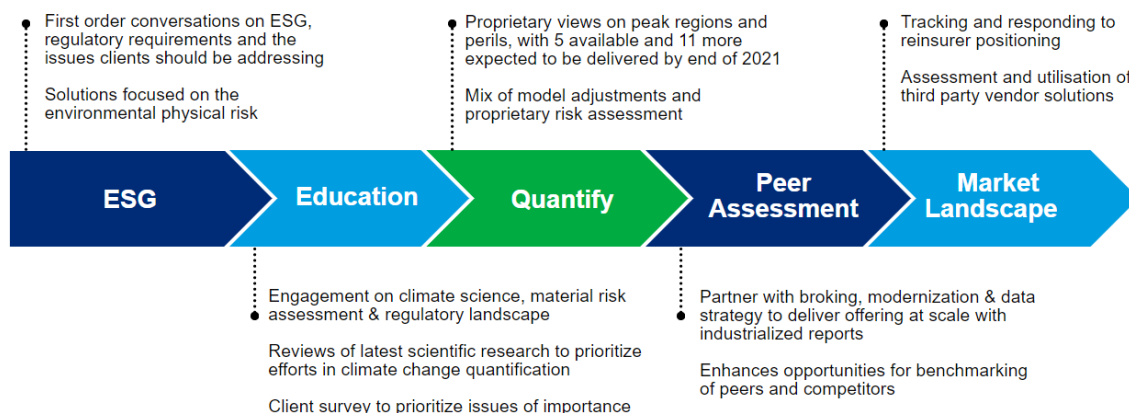 First order conversations on ESG,
regulatory requirements and the
issues clients should be addressing
Solutions focused on the
environmental physical risk
Proprietary views on peak regions and
perils, with 5 available and 11 more
expected to be delivered by end of 2021
Mix of model adjustments and
proprietary risk assessment
Tracking and responding to
reinsurer positioning
Assessment and utilisation of
third party vendor solutions
ESG
Education
Quantify
Peer
Assessment
Market
Landscape
Engagement on climate science, material risk
assessment & regulatory landscape
Reviews of latest scientific research to prioritize
efforts in climate change quantification
Client survey to prioritize issues of importance
Partner with broking, modernization & data
strategy to deliver offering at scale with
industrialized reports
Enhances opportunities for benchmarking
of peers and competitors